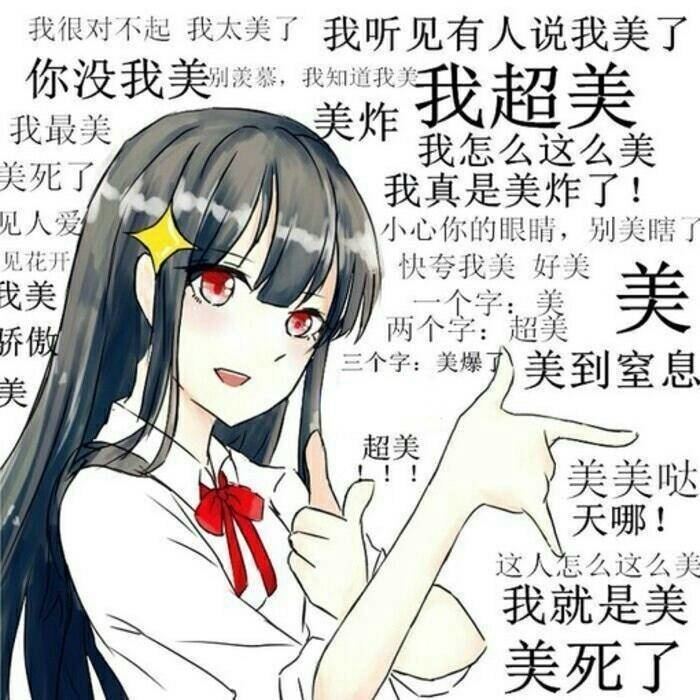 我很对不起 我太美了
我听见有人说我美了
你没我美
别羡慕，我知道我美
我超美
我最美
美炸
我怎么这么美
美死了
我真是美炸了！
见人爱
小心你的眼睛，别美瞎了
见花开
快夸我美 好美
我美
一个字：美
美
骄傲
两个字：超美
三个字：美爆了
美到窒息
美
超美
！！！
美美哒
天哪！
这人怎么这么美
我就是美
美死了